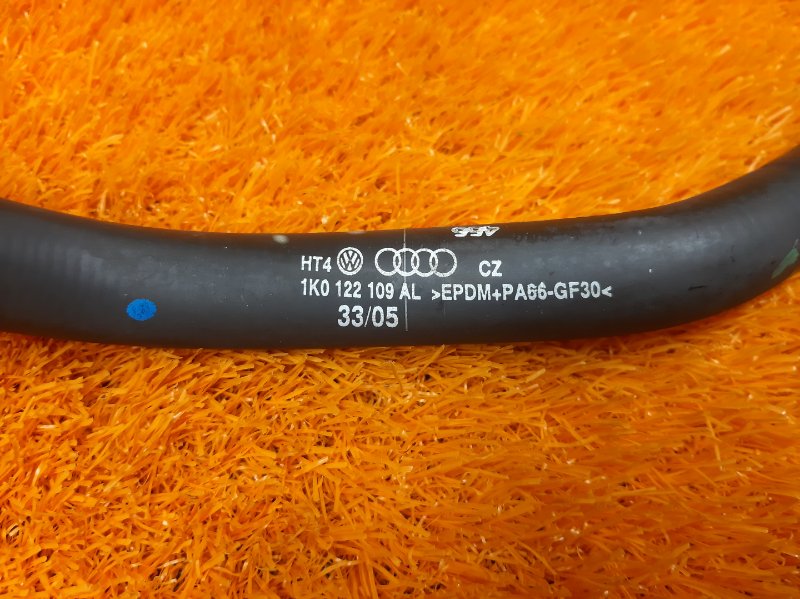 HT4 CZ
1K0 122 109 AL >EPDM+PA66-GF30<
33/05